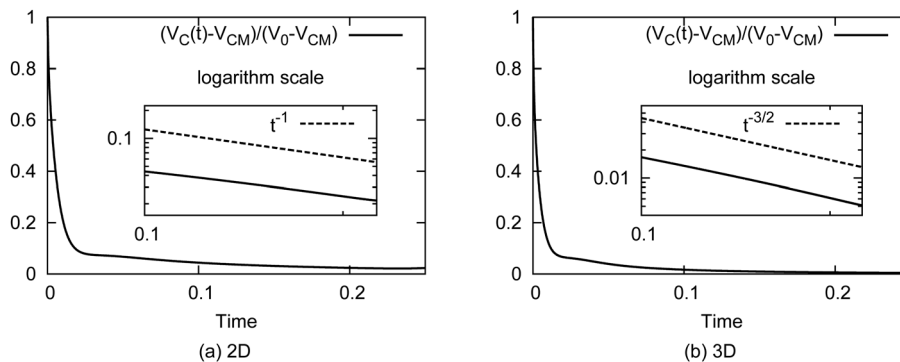 (V_C(t)-V_CM)/(V_0-V_CM)
1
0.8
0.6
0.4
0.2
0
logarithm scale
t^-1
0.1
0.1
0
0.1
0.2
Time
(a) 2D
(V_C(t)-V_CM)/(V_0-V_CM)
1
0.8
0.6
0.4
0.2
0
logarithm scale
t^-3/2
0.01
0.1
0
0.1
0.2
Time
(b) 3D